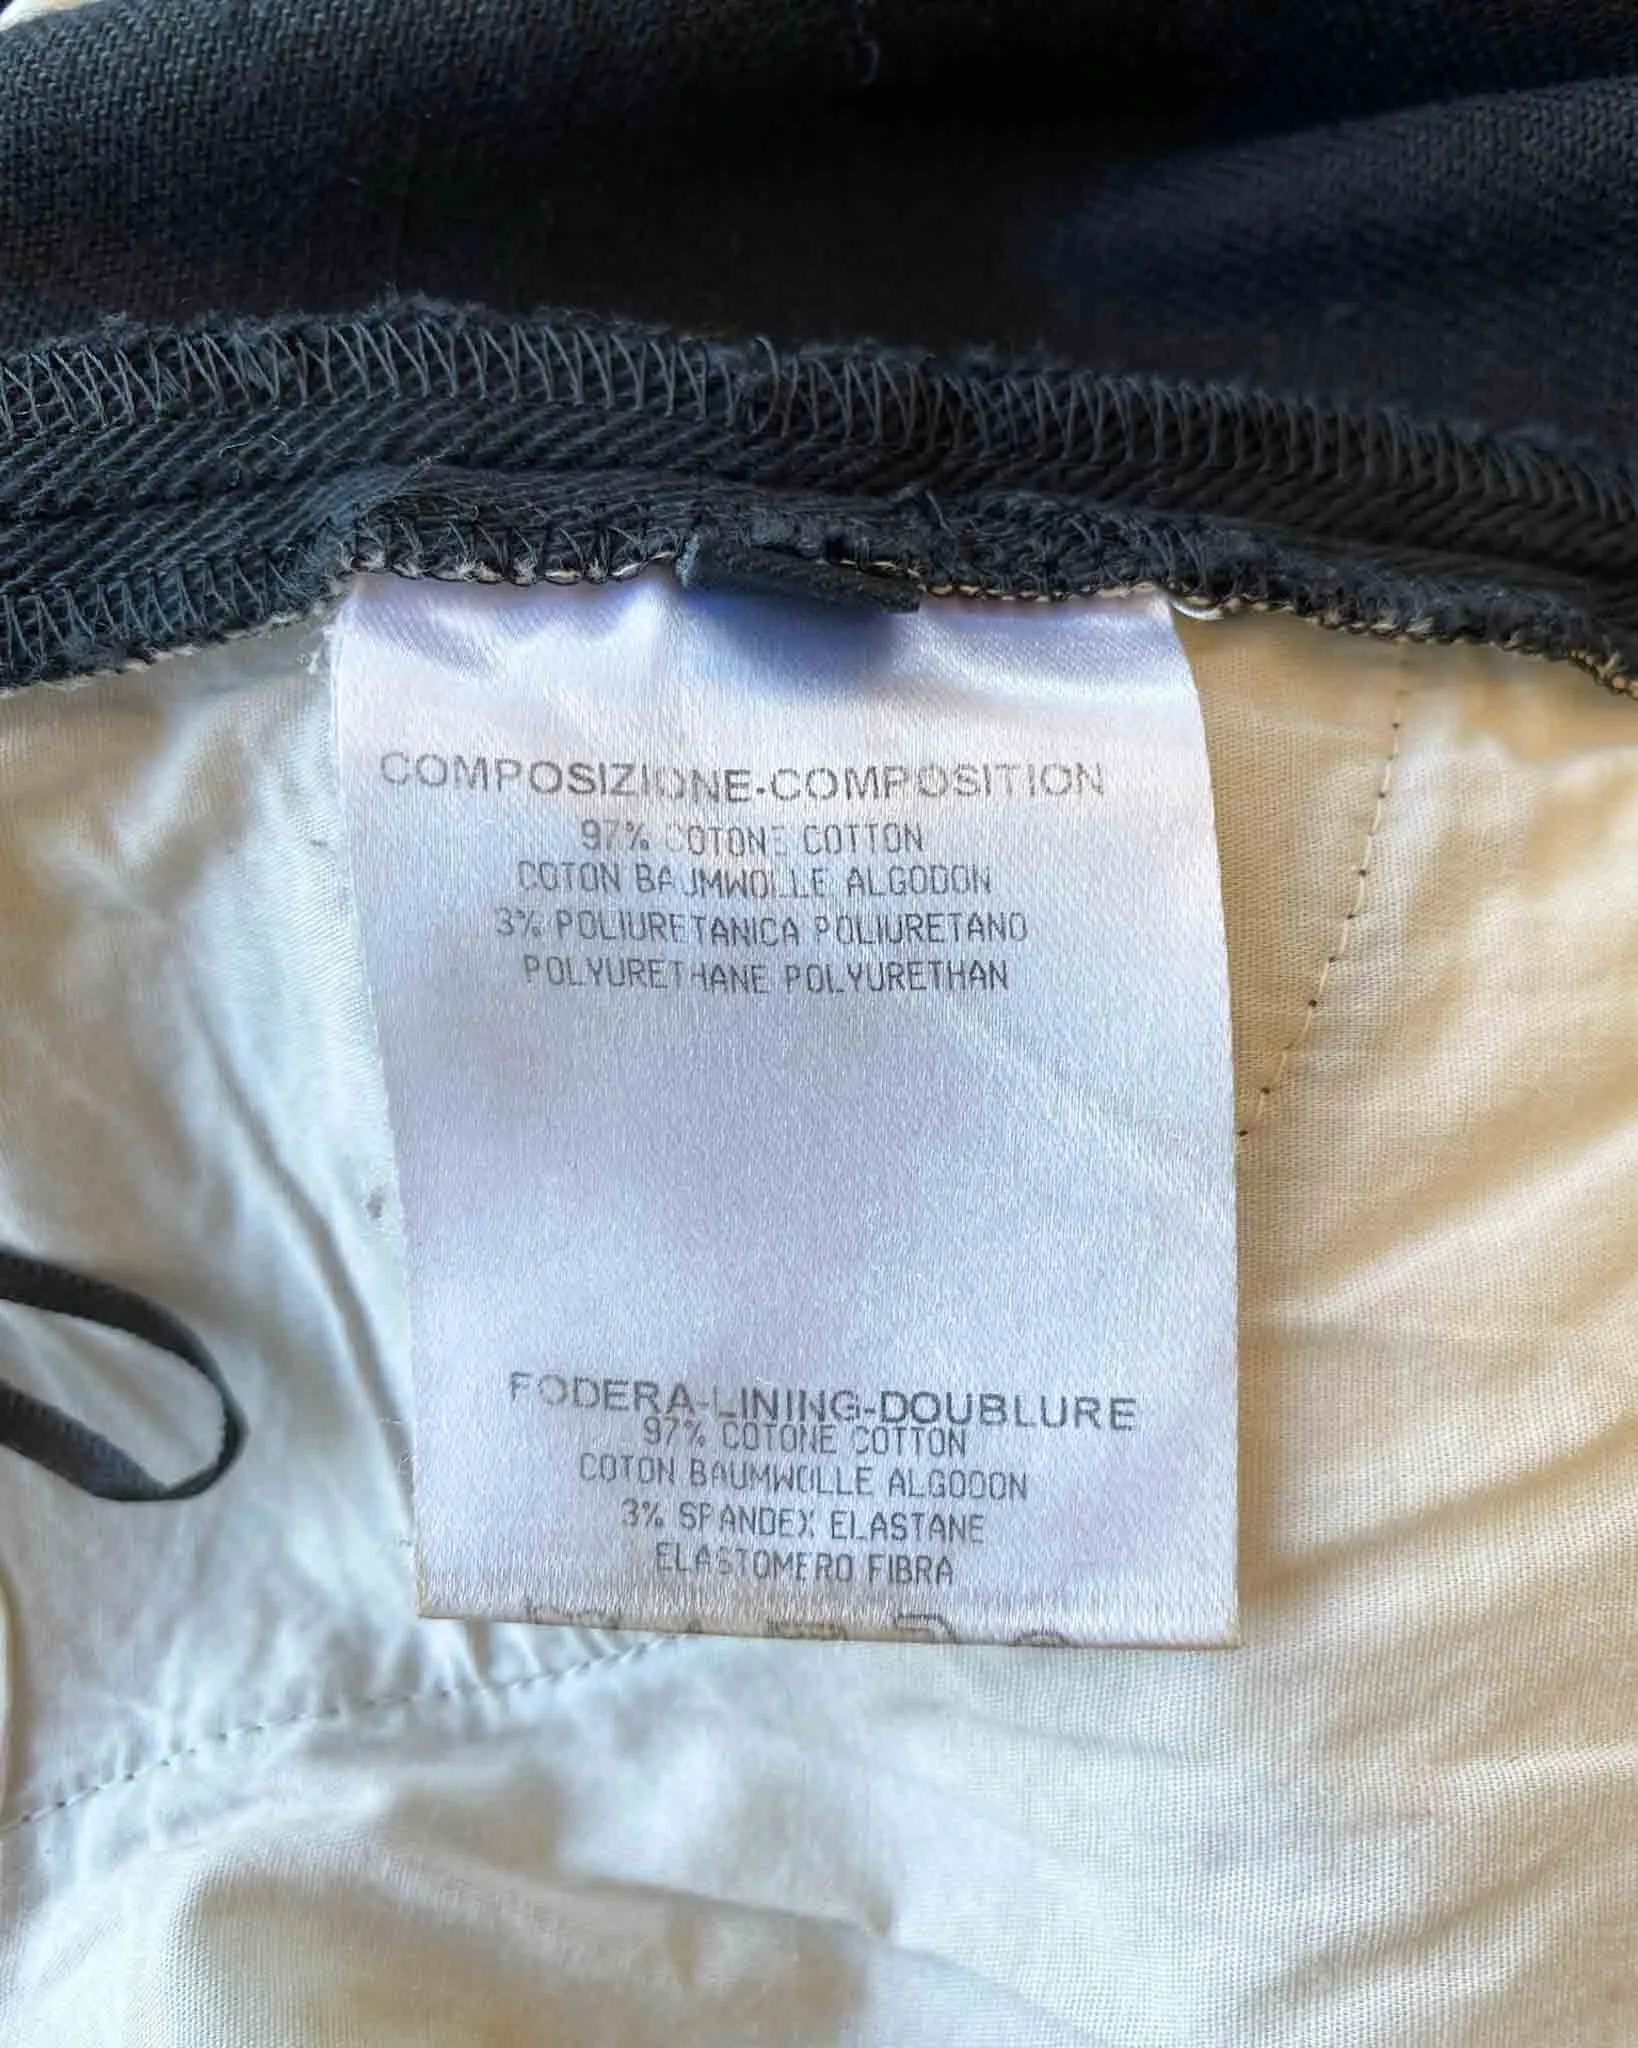 COMPOSIZIONE-COMPOSITION
97% COTONE COTTON
COTON BAUMWOLLE ALGODON
3% POLIURETANICA POLIURETANO
POLYURETHANE POLYURETHAN
FODERA-LINING-DOUBLURE
97% COTONE COTTON
COTON BAUMWOLLE ALGODON
3% SPANDEX ELASTANE
ELASTOMERO FIBRA